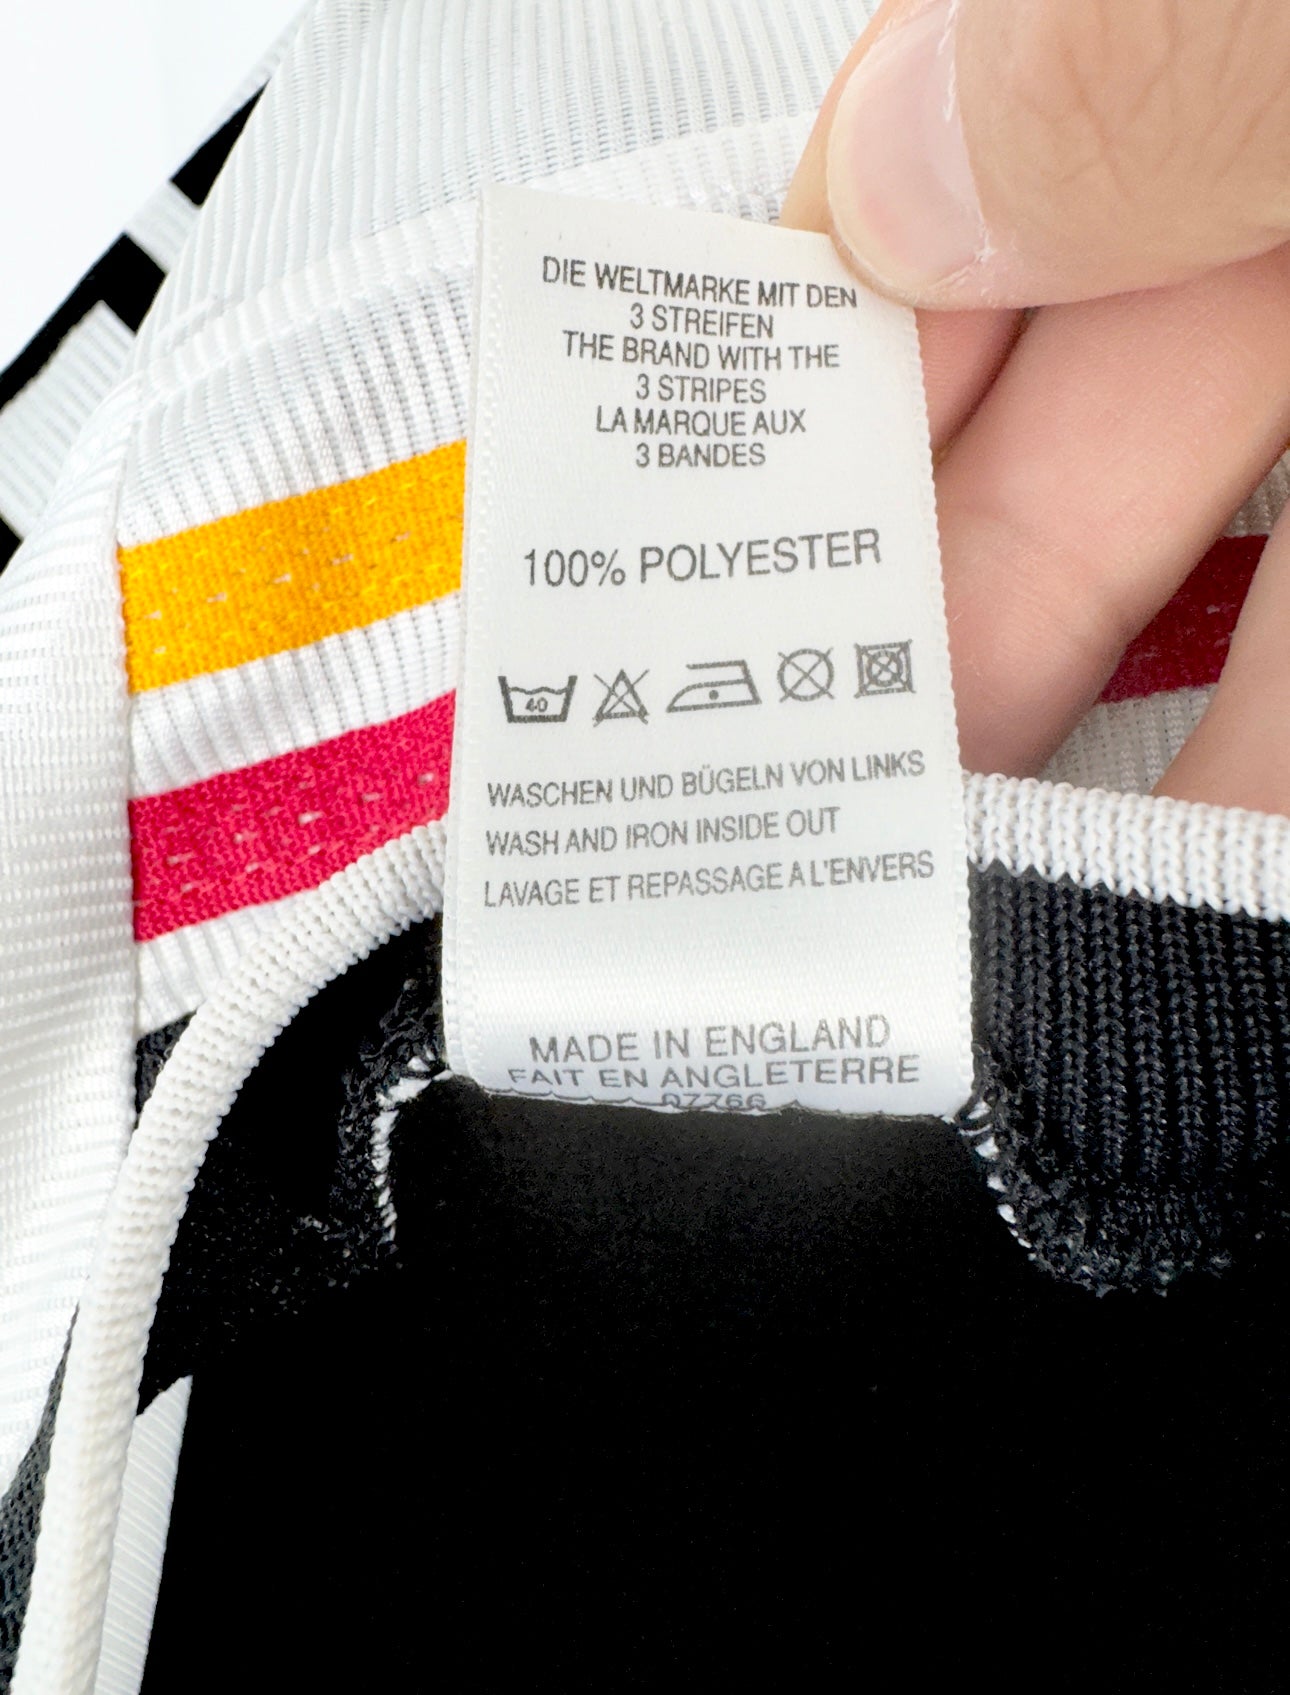 DIE WELTMARKE MIT DEN
3 STREIFEN
THE BRAND WITH THE
3 STRIPES
LA MARQUE AUX
3 BANDES
100% POLYESTER
40
WASCHEN UND BÜGELN VON LINKS
WASH AND IRON INSIDE OUT
LAVAGE ET REPASSAGE A L'ENVERS
MADE IN ENGLAND
FAIT EN ANGLETERRE